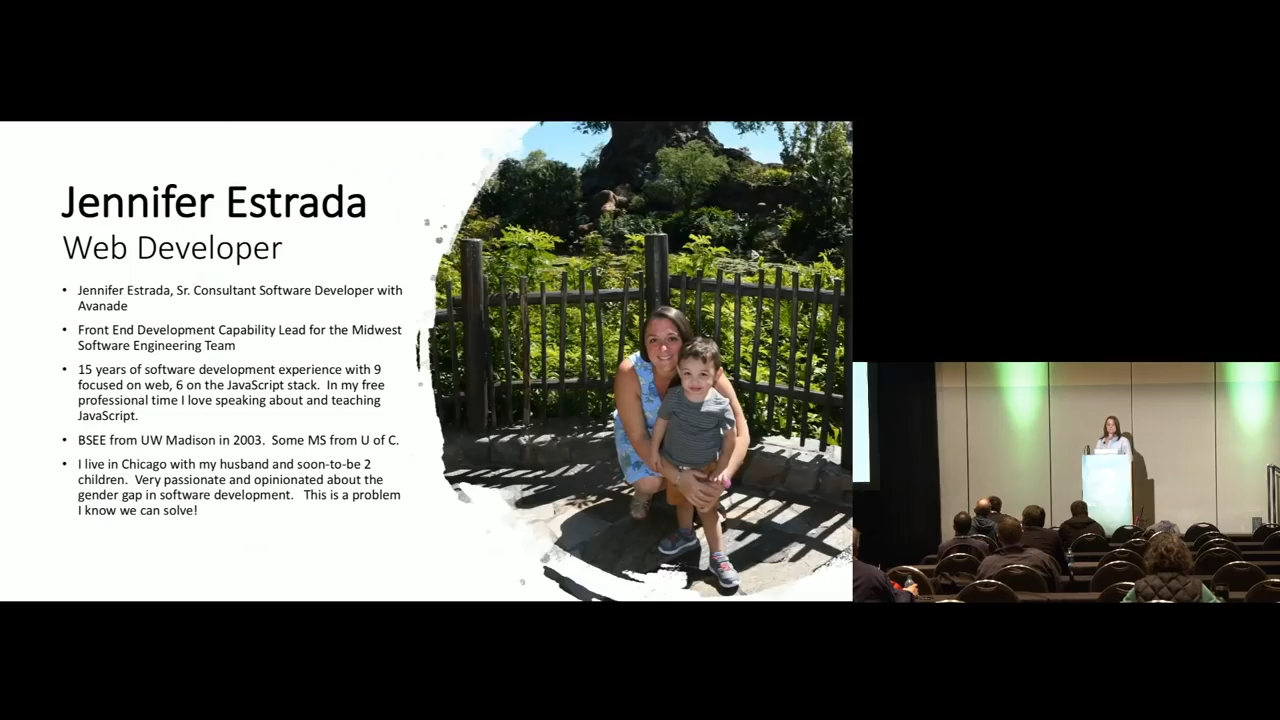 Jennifer Estrada
Web Developer
• Jennifer Estrada, Sr. Consultant Software Developer with
Avanade
• Front End Development Capability Lead for the Midwest
Software Engineering Team
• 15 years of software development experience with 9
focused on web, 6 on the JavaScript stack.  In my free
professional time I love speaking about and teaching
JavaScript.
• BSEE from UW Madison in 2003.  Some MS from U of C.
• I live in Chicago with my husband and soon-to-be 2
children.  Very passionate and opinionated about the
gender gap in software development.   This is a problem
I know we can solve!